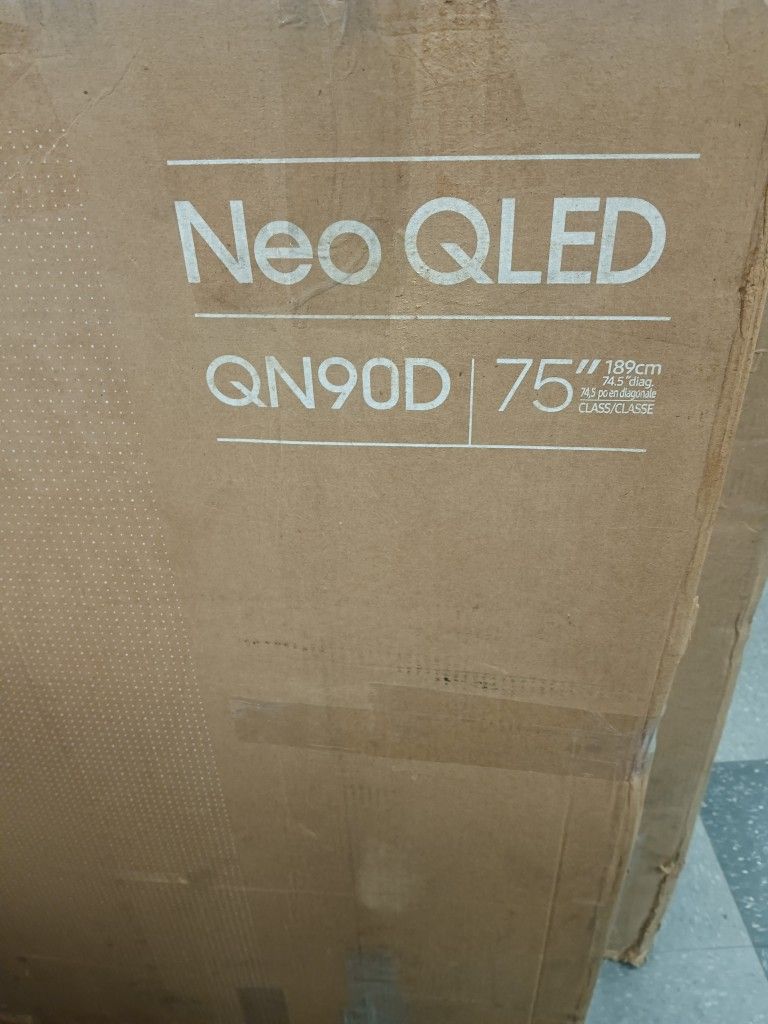 Neo QLED
QN90D 75" 189cm
74.5"diag.
74,5 po en diagonale
CLASS/CLASSE